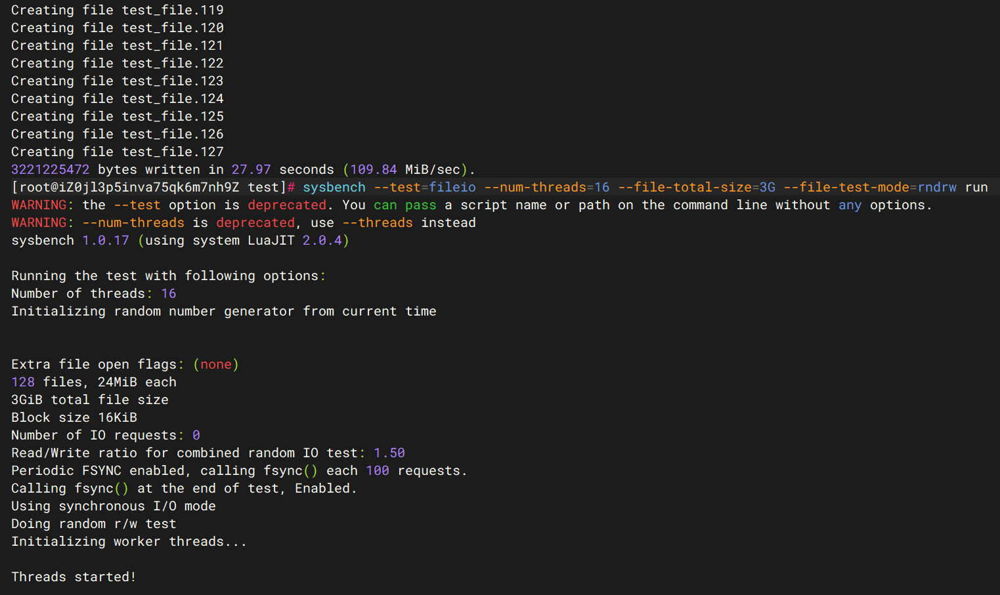 Creating file test_file.119
Creating file test_file.120
Creating file test_file.121
Creating file test_file.122
Creating file test_file.123
Creating file test_file.124
Creating file test_file.125
Creating file test_file.126
Creating file test_file.127
3221225472 bytes written in 27.97 seconds (109.84 MiB/sec).
[root@iZ0jl3p5inva75qk6m7nh9Z test]# sysbench --test=fileio --num-threads=16 --file-total-size=3G --file-test-mode=rndrw run
WARNING: the --test option is deprecated. You can pass a script name or path on the command line without any options.
WARNING: --num-threads is deprecated, use --threads instead
sysbench 1.0.17 (using system LuaJIT 2.0.4)
Running the test with following options:
Number of threads: 16
Initializing random number generator from current time
Extra file open flags: (none)
128 files, 24MiB each
3GiB total file size
Block size 16KiB
Number of IO requests: 0
Read/Write ratio for combined random IO test: 1.50
Periodic FSYNC enabled, calling fsync() each 100 requests.
Calling fsync() at the end of test, Enabled.
Using synchronous I/O mode
Doing random r/w test
Initializing worker threads...
Threads started!